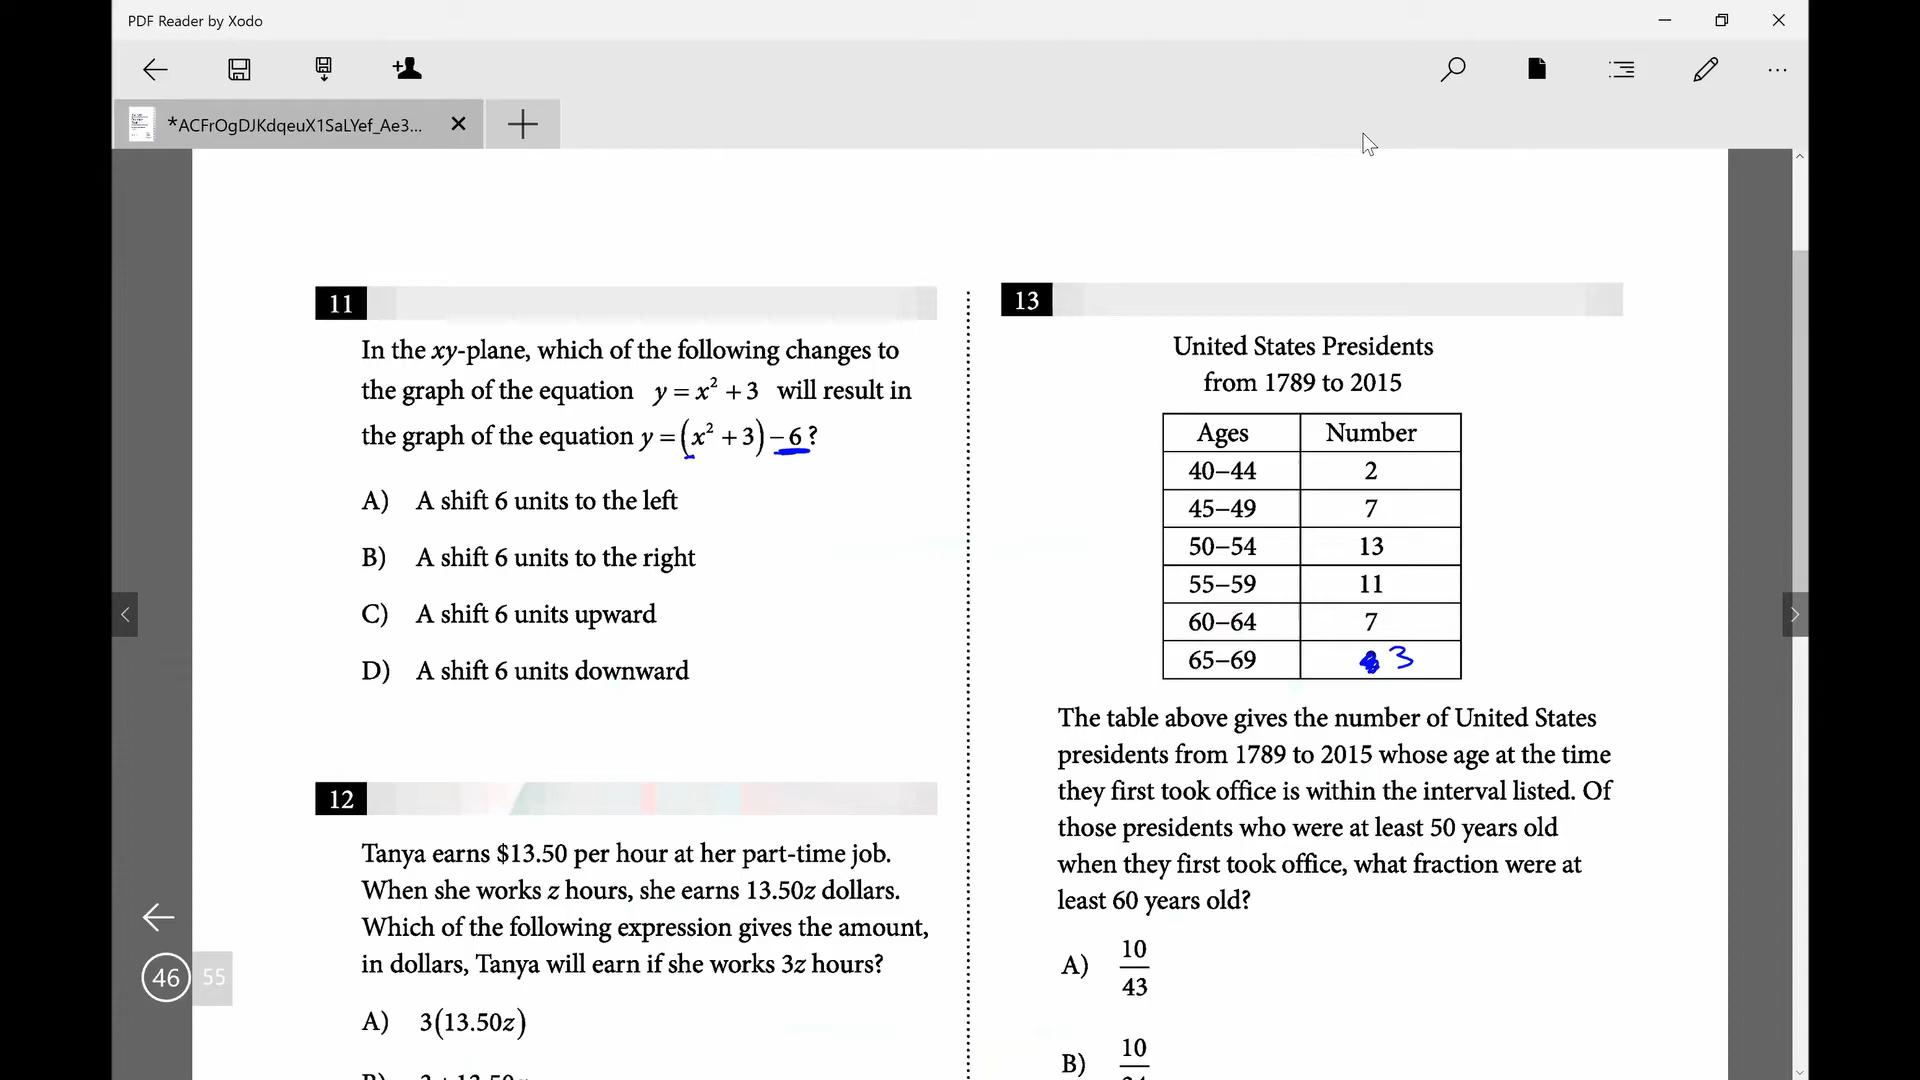 PDF Reader by Xodo
*ACFrOgDJKdqeuX1SaLYef_Ae3...
11
In the xy-plane, which of the following changes to
the graph of the equation y = x² + 3 will result in
the graph of the equation y = (x² + 3) − 6?
A) A shift 6 units to the left
B) A shift 6 units to the right
C) A shift 6 units upward
D) A shift 6 units downward
12
Tanya earns $13.50 per hour at her part-time job.
When she works z hours, she earns 13.50z dollars.
Which of the following expression gives the amount,
in dollars, Tanya will earn if she works 3z hours?
A) 3(13.50z)
13
United States Presidents
from 1789 to 2015
Ages Number
40–44 2
45–49 7
50–54 13
55–59 11
60–64 7
65–69 3
The table above gives the number of United States
presidents from 1789 to 2015 whose age at the time
they first took office is within the interval listed. Of
those presidents who were at least 50 years old
when they first took office, what fraction were at
least 60 years old?
A) 10/43
B) 10
46 55